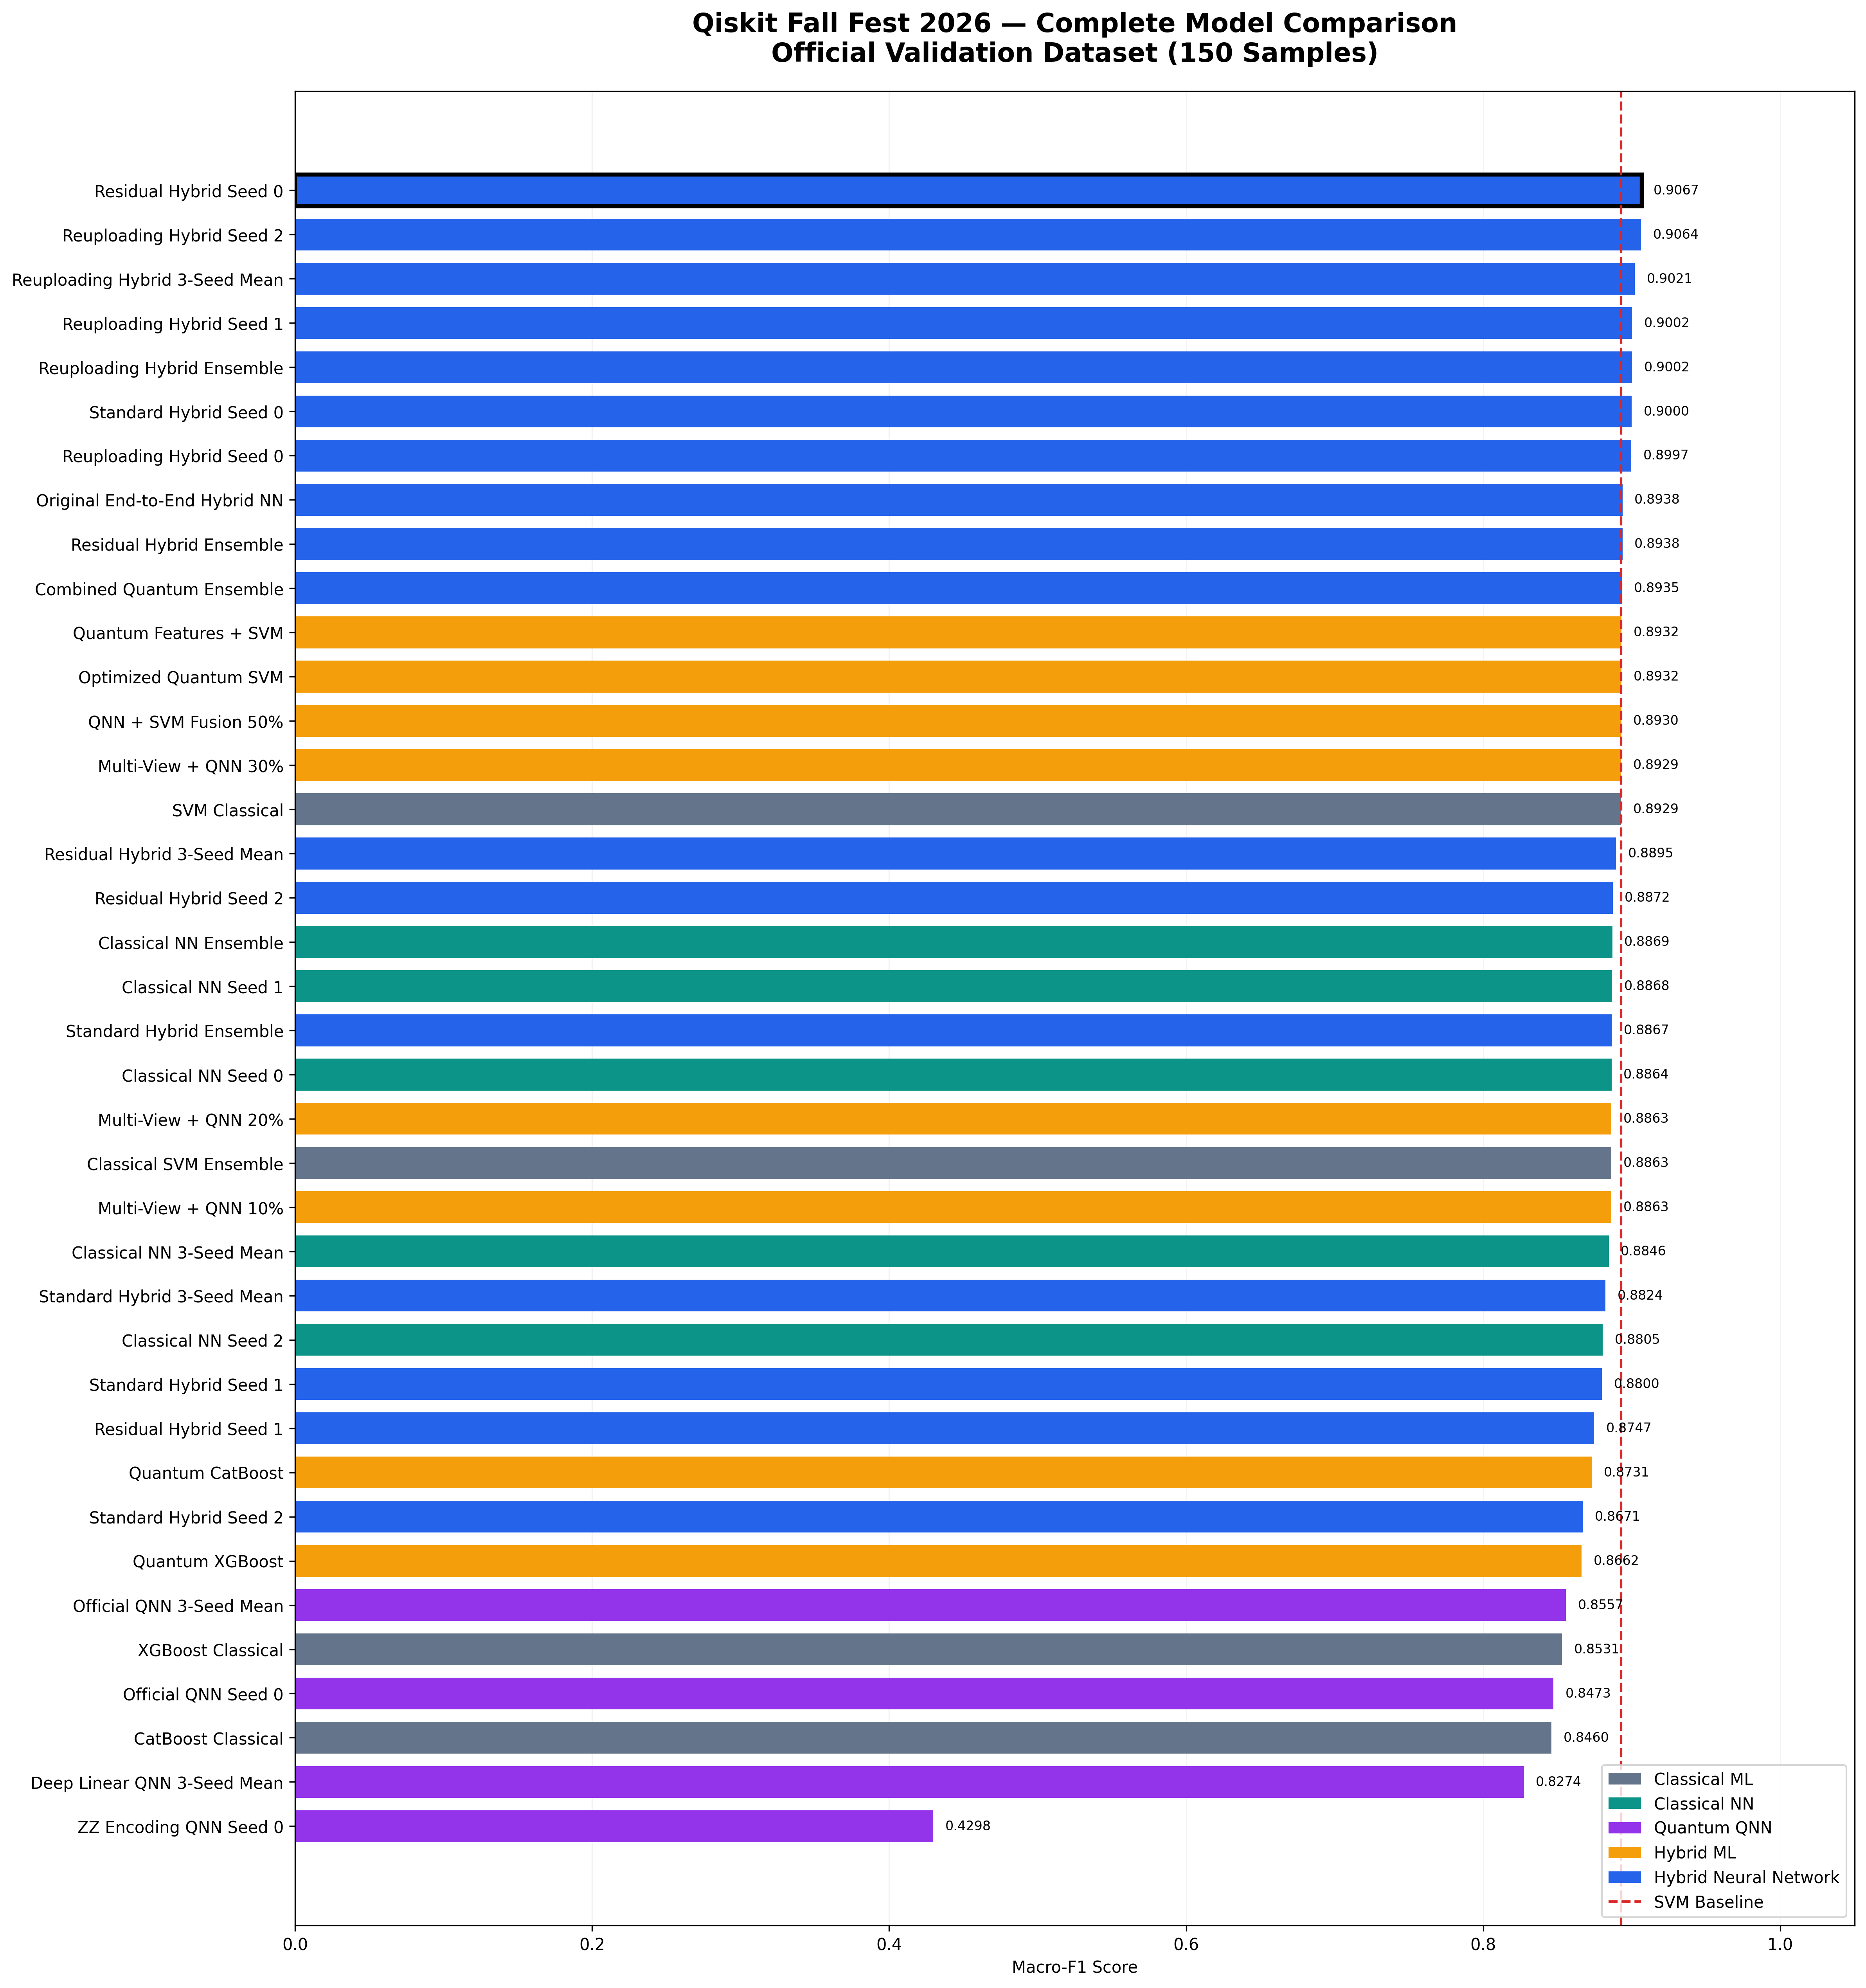 Qiskit Fall Fest 2026 — Complete Model Comparison
Official Validation Dataset (150 Samples)
Residual Hybrid Seed 0 0.9067
Reuploading Hybrid Seed 2 0.9064
Reuploading Hybrid 3-Seed Mean 0.9021
Reuploading Hybrid Seed 1 0.9002
Reuploading Hybrid Ensemble 0.9002
Standard Hybrid Seed 0 0.9000
Reuploading Hybrid Seed 0 0.8997
Original End-to-End Hybrid NN 0.8938
Residual Hybrid Ensemble 0.8938
Combined Quantum Ensemble 0.8935
Quantum Features + SVM 0.8932
Optimized Quantum SVM 0.8932
QNN + SVM Fusion 50% 0.8930
Multi-View + QNN 30% 0.8929
SVM Classical 0.8929
Residual Hybrid 3-Seed Mean 0.8895
Residual Hybrid Seed 2 0.8872
Classical NN Ensemble 0.8869
Classical NN Seed 1 0.8868
Standard Hybrid Ensemble 0.8867
Classical NN Seed 0 0.8864
Multi-View + QNN 20% 0.8863
Classical SVM Ensemble 0.8863
Multi-View + QNN 10% 0.8863
Classical NN 3-Seed Mean 0.8846
Standard Hybrid 3-Seed Mean 0.8824
Classical NN Seed 2 0.8805
Standard Hybrid Seed 1 0.8800
Residual Hybrid Seed 1 0.8747
Quantum CatBoost 0.8731
Standard Hybrid Seed 2 0.8671
Quantum XGBoost 0.8662
Official QNN 3-Seed Mean 0.8557
XGBoost Classical 0.8531
Official QNN Seed 0 0.8473
CatBoost Classical 0.8460
Deep Linear QNN 3-Seed Mean 0.8274
ZZ Encoding QNN Seed 0 0.4298
Classical ML
Classical NN
Quantum QNN
Hybrid ML
Hybrid Neural Network
SVM Baseline
0.0 0.2 0.4 0.6 0.8 1.0
Macro-F1 Score